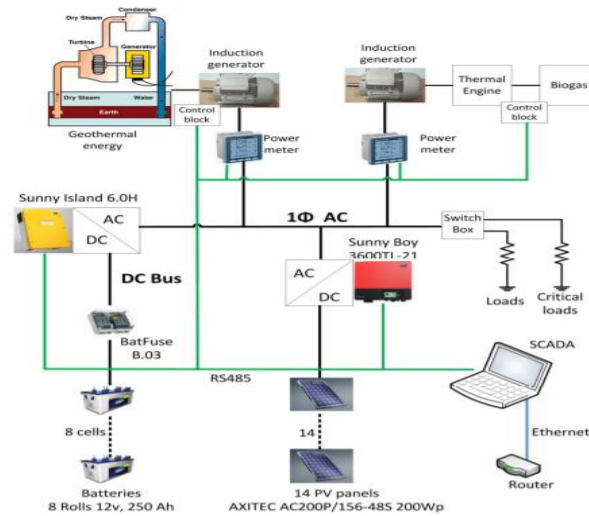 Condenser
Dry Steam
Turbine
Generator
Dry Steam
Water
Earth
Geothermal
energy
Control
block
Induction
generator
Power
meter
Induction
generator
Power
meter
Thermal
Engine
Biogas
Control
block
Sunny Island 6.0H
AC
DC
1Φ AC
Switch
Box
Sunny Boy
3600TL-21
AC
DC
DC Bus
Loads
Critical
loads
BatFuse
B.03
SCADA
RS485
8 cells
14
Ethernet
Batteries
8 Rolls 12v, 250 Ah
14 PV panels
AXITEC AC200P/156-48S 200Wp
Router